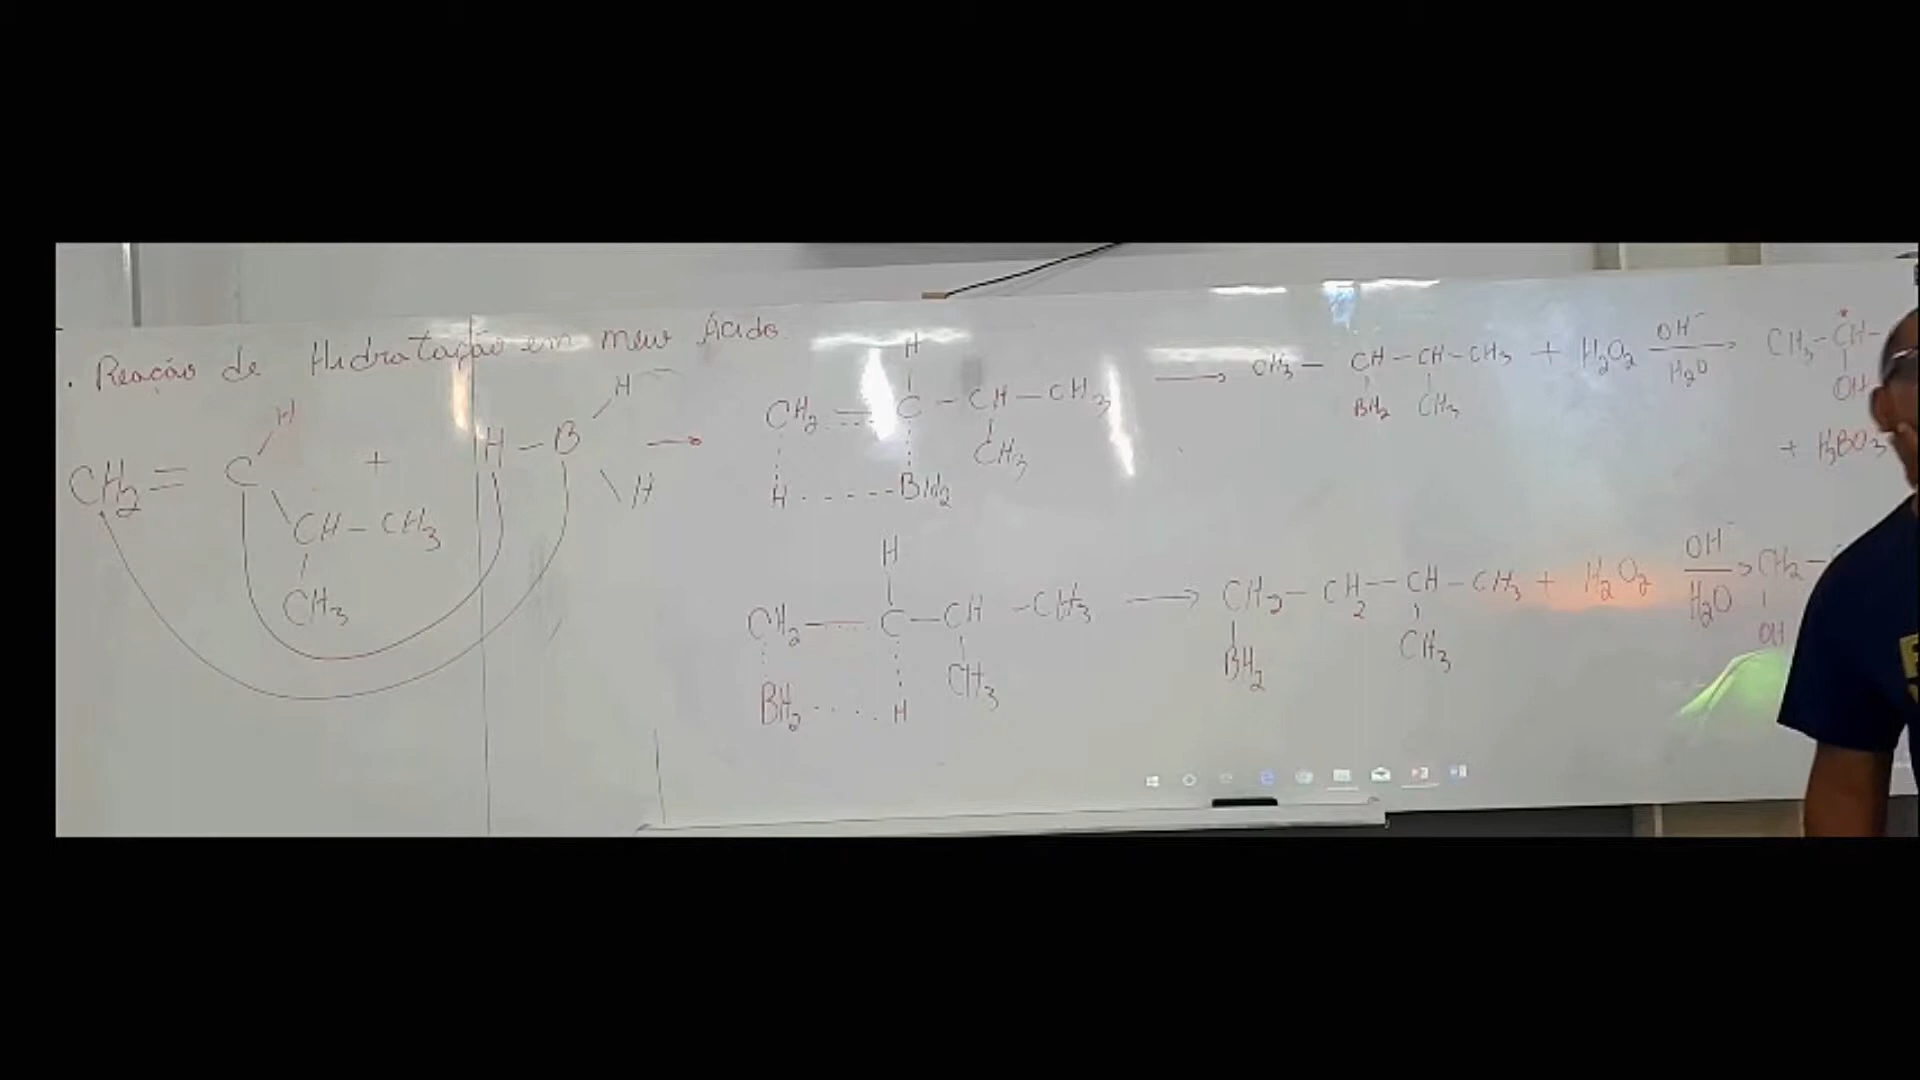 . Reação de Hidratação em meio Ácido
H
CH2 = C + H - B H
H
CH - CH3
CH3
H
CH2 C - CH - CH3
CH3
H ------ BH2
CH3 - CH - CH - CH3 + H2O2 OH- H2O CH3 - C*H -
BH2 CH3 OH
+ H3BO3
H
CH2 C - CH - CH3
CH3
BH2 ..... H
CH2 - CH2 - CH - CH3 + H2O2 OH- H2O CH2 -
BH2 CH3 OH